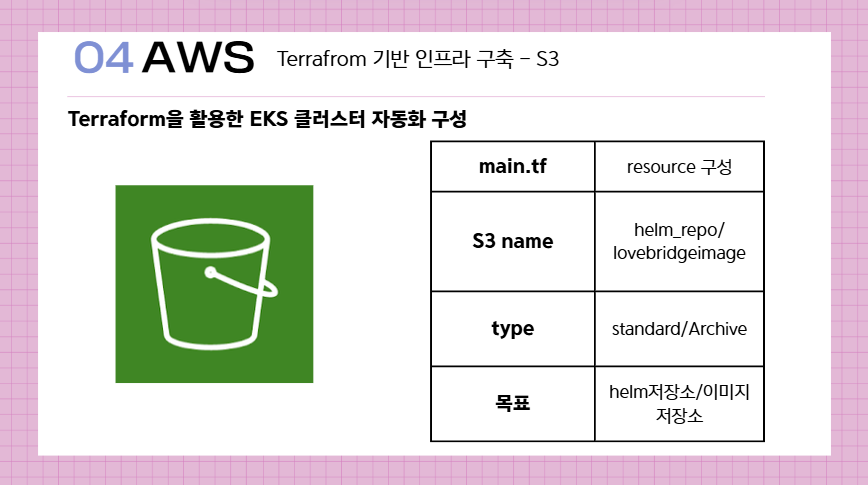 04 AWS Terrafrom 기반 인프라 구축 - S3
Terraform을 활용한 EKS 클러스터 자동화 구성
main.tf resource 구성
S3 name helm_repo/
lovebridgeimage
type standard/Archive
목표 helm저장소/이미지
저장소